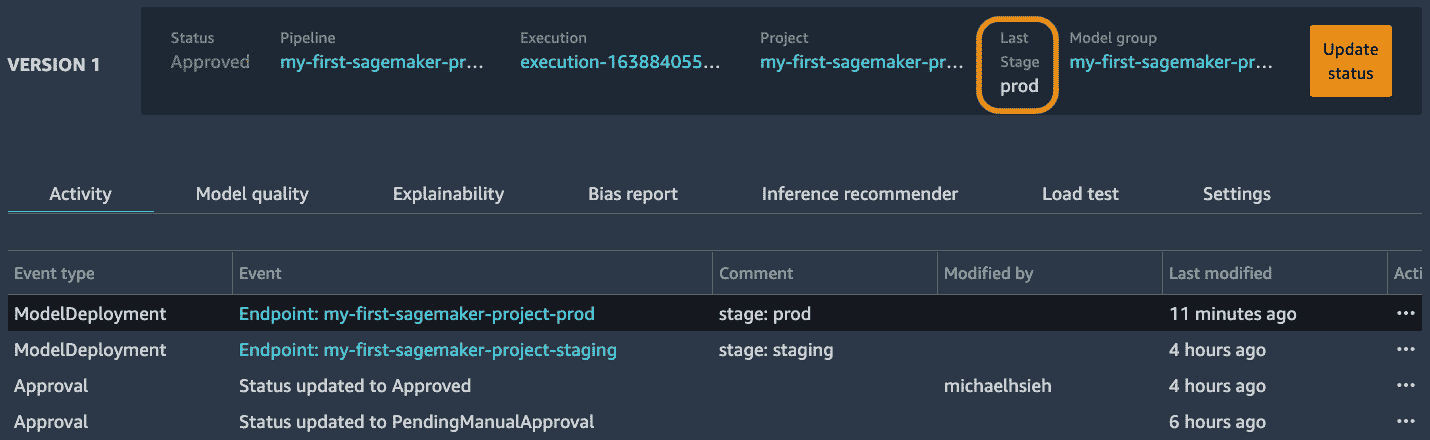 VERSION 1
Status
Approved
Pipeline
my-first-sagemaker-pr...
Execution
execution-163884055...
Project
my-first-sagemaker-pr...
Last
Stage
prod
Model group
my-first-sagemaker-pr...
Update
status
Activity Model quality Explainability Bias report Inference recommender Load test Settings
Event type Event Comment Modified by Last modified Acti
ModelDeployment Endpoint: my-first-sagemaker-project-prod stage: prod 11 minutes ago ...
ModelDeployment Endpoint: my-first-sagemaker-project-staging stage: staging 4 hours ago ...
Approval Status updated to Approved michaelhsieh 4 hours ago ...
Approval Status updated to PendingManualApproval 6 hours ago ...